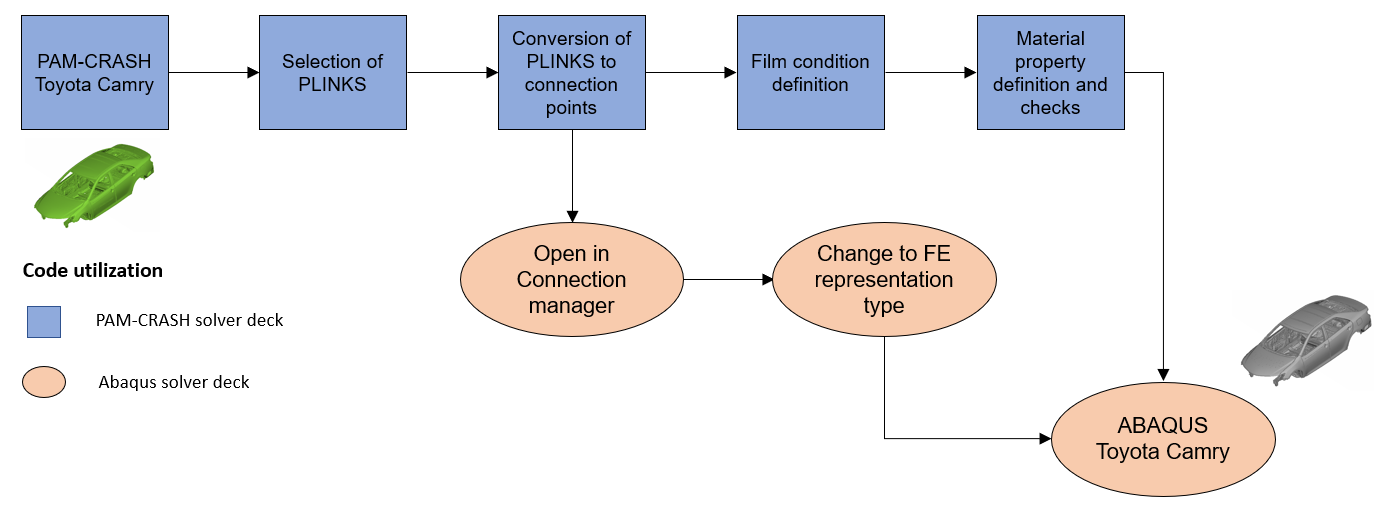 PAM-CRASH
Toyota Camry
Selection of
PLINKS
Conversion of
PLINKS to
connection
points
Film condition
definition
Material
property
definition and
checks
Open in
Connection
manager
Change to FE
representation
type
Code utilization
PAM-CRASH solver deck
Abaqus solver deck
ABAQUS
Toyota Camry